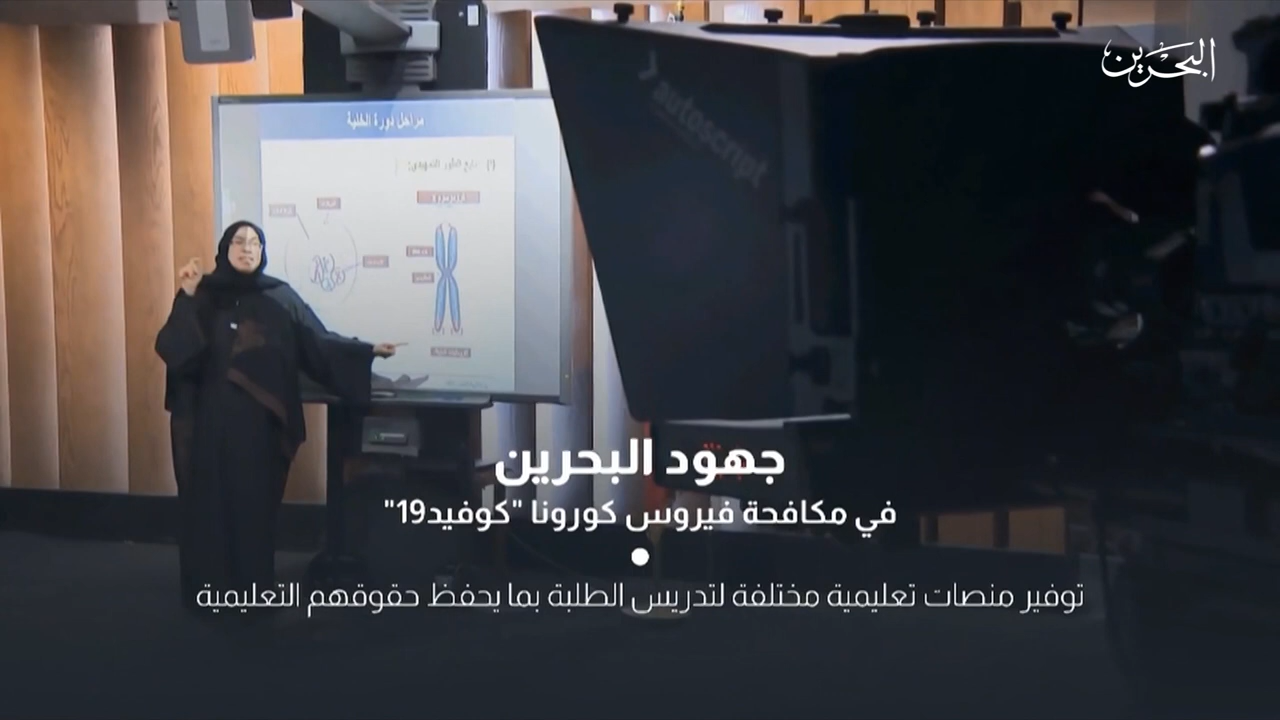 البحرين
autoscript
مراحل دورة الخلية
جهود البحرين
في مكافحة فيروس كورونا "كوفيد19"
توفير منصات تعليمية مختلفة لتدريس الطلبة بما يحفظ حقوقهم التعليمية